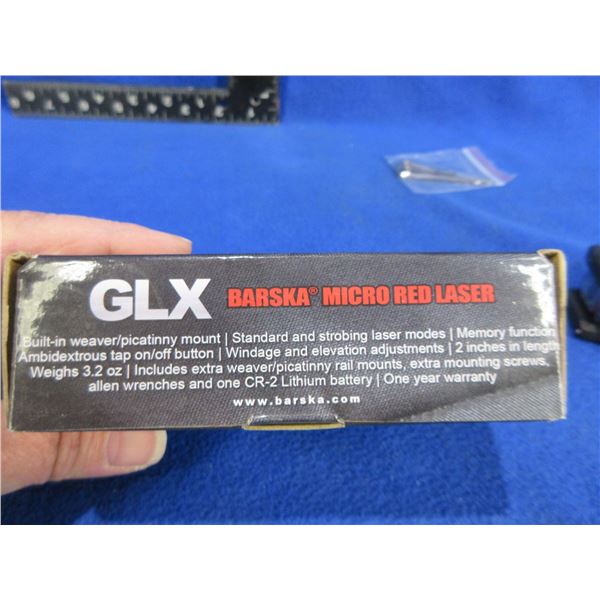 GLX BARSKA® MICRO RED LASER
Built-in weaver/picatinny mount | Standard and strobing laser modes | Memory function
Ambidextrous tap on/off button | Windage and elevation adjustments | 2 inches in length
Weighs 3.2 oz | Includes extra weaver/picatinny rail mounts, extra mounting screws,
allen wrenches and one CR-2 Lithium battery | One year warranty
www.barska.com